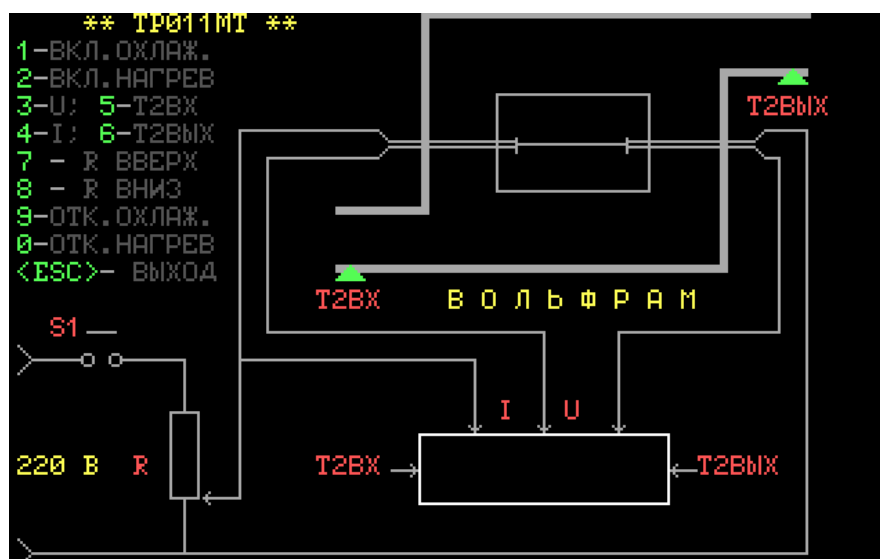 ** ТР011МТ **
1-ВКЛ.ОХЛАЖ.
2-ВКЛ.НАГРЕВ
3-U; 5-Т2ВХ
4-I; 6-Т2ВЫХ
7 - R ВВЕРХ
8 - R ВНИЗ
9-ОТК.ОХЛАЖ.
0-ОТК.НАГРЕВ
<ESC>- ВЫХОД
Т2ВЫХ
Т2ВХ
В О Л Ь Ф Р А М
S1
I U
220 В R
Т2ВХ
Т2ВЫХ